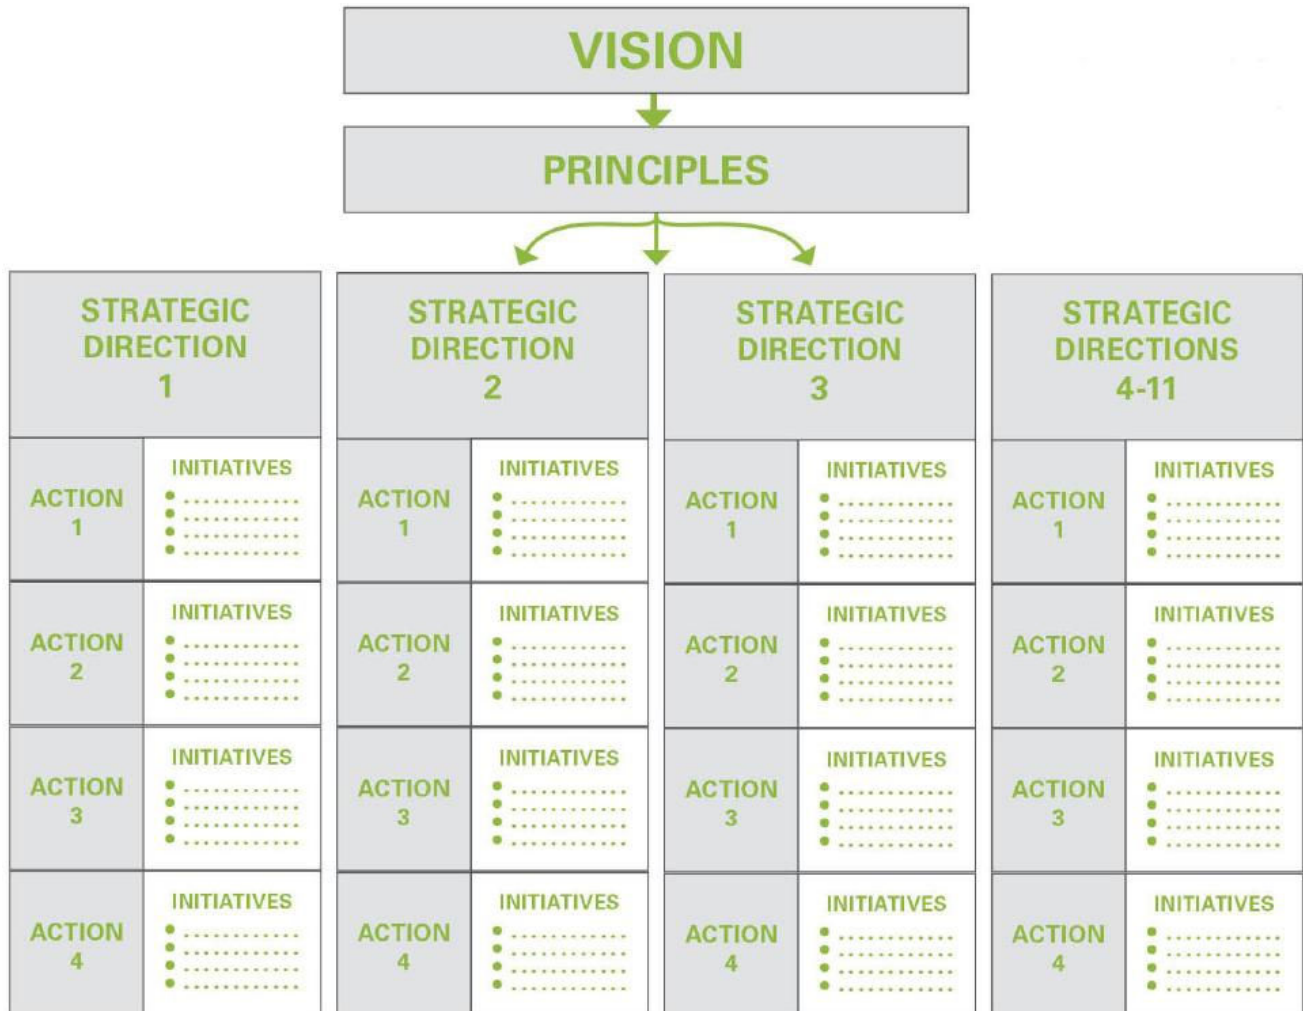 VISION
PRINCIPLES
STRATEGIC
DIRECTION
1
ACTION
1
INITIATIVES
ACTION
2
INITIATIVES
ACTION
3
INITIATIVES
ACTION
4
INITIATIVES
STRATEGIC
DIRECTION
2
ACTION
1
INITIATIVES
ACTION
2
INITIATIVES
ACTION
3
INITIATIVES
ACTION
4
INITIATIVES
STRATEGIC
DIRECTION
3
ACTION
1
INITIATIVES
ACTION
2
INITIATIVES
ACTION
3
INITIATIVES
ACTION
4
INITIATIVES
STRATEGIC
DIRECTIONS
4-11
ACTION
1
INITIATIVES
ACTION
2
INITIATIVES
ACTION
3
INITIATIVES
ACTION
4
INITIATIVES